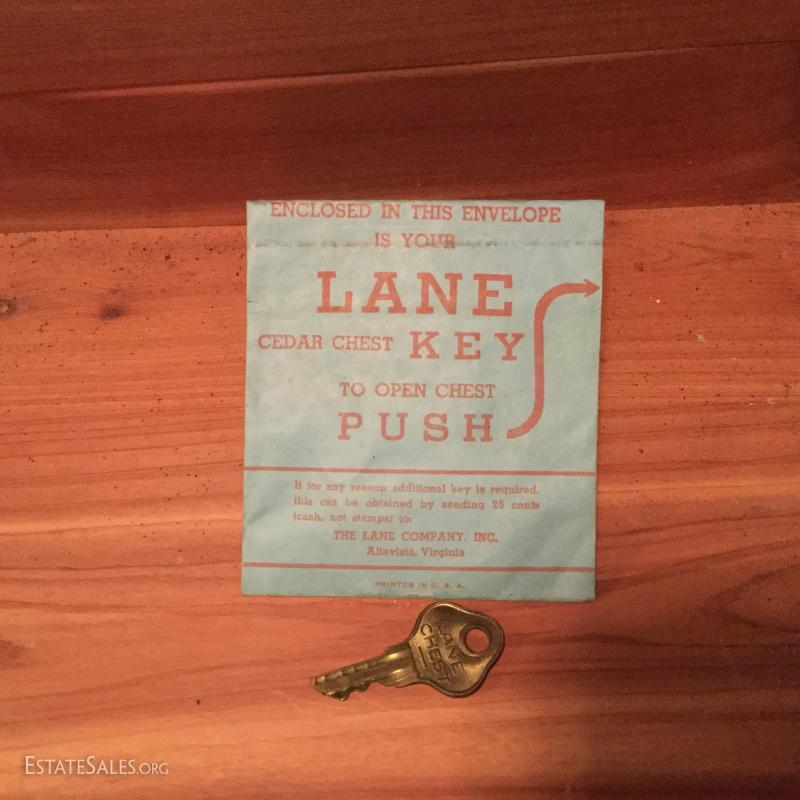 ENCLOSED IN THIS ENVELOPE
IS YOUR
LANE
CEDAR CHEST KEY
TO OPEN CHEST
PUSH
If for any reason additional key is required,
this can be obtained by sending 25 cents
(cash, not stamps) to:
THE LANE COMPANY, INC.
Altavista, Virginia
PRINTED IN U. S. A.
LANE
CHEST
ESTATESALES.ORG